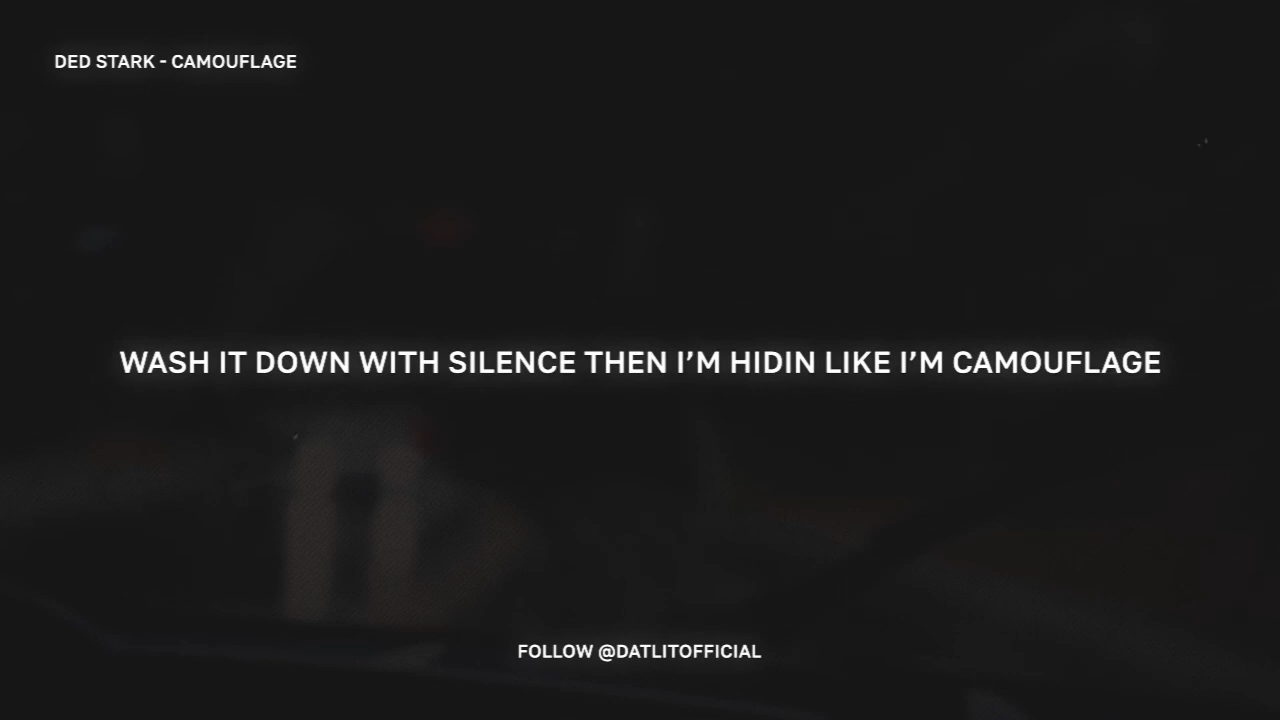 DED STARK - CAMOUFLAGE
WASH IT DOWN WITH SILENCE THEN I’M HIDIN LIKE I’M CAMOUFLAGE
FOLLOW @DATLITOFFICIAL